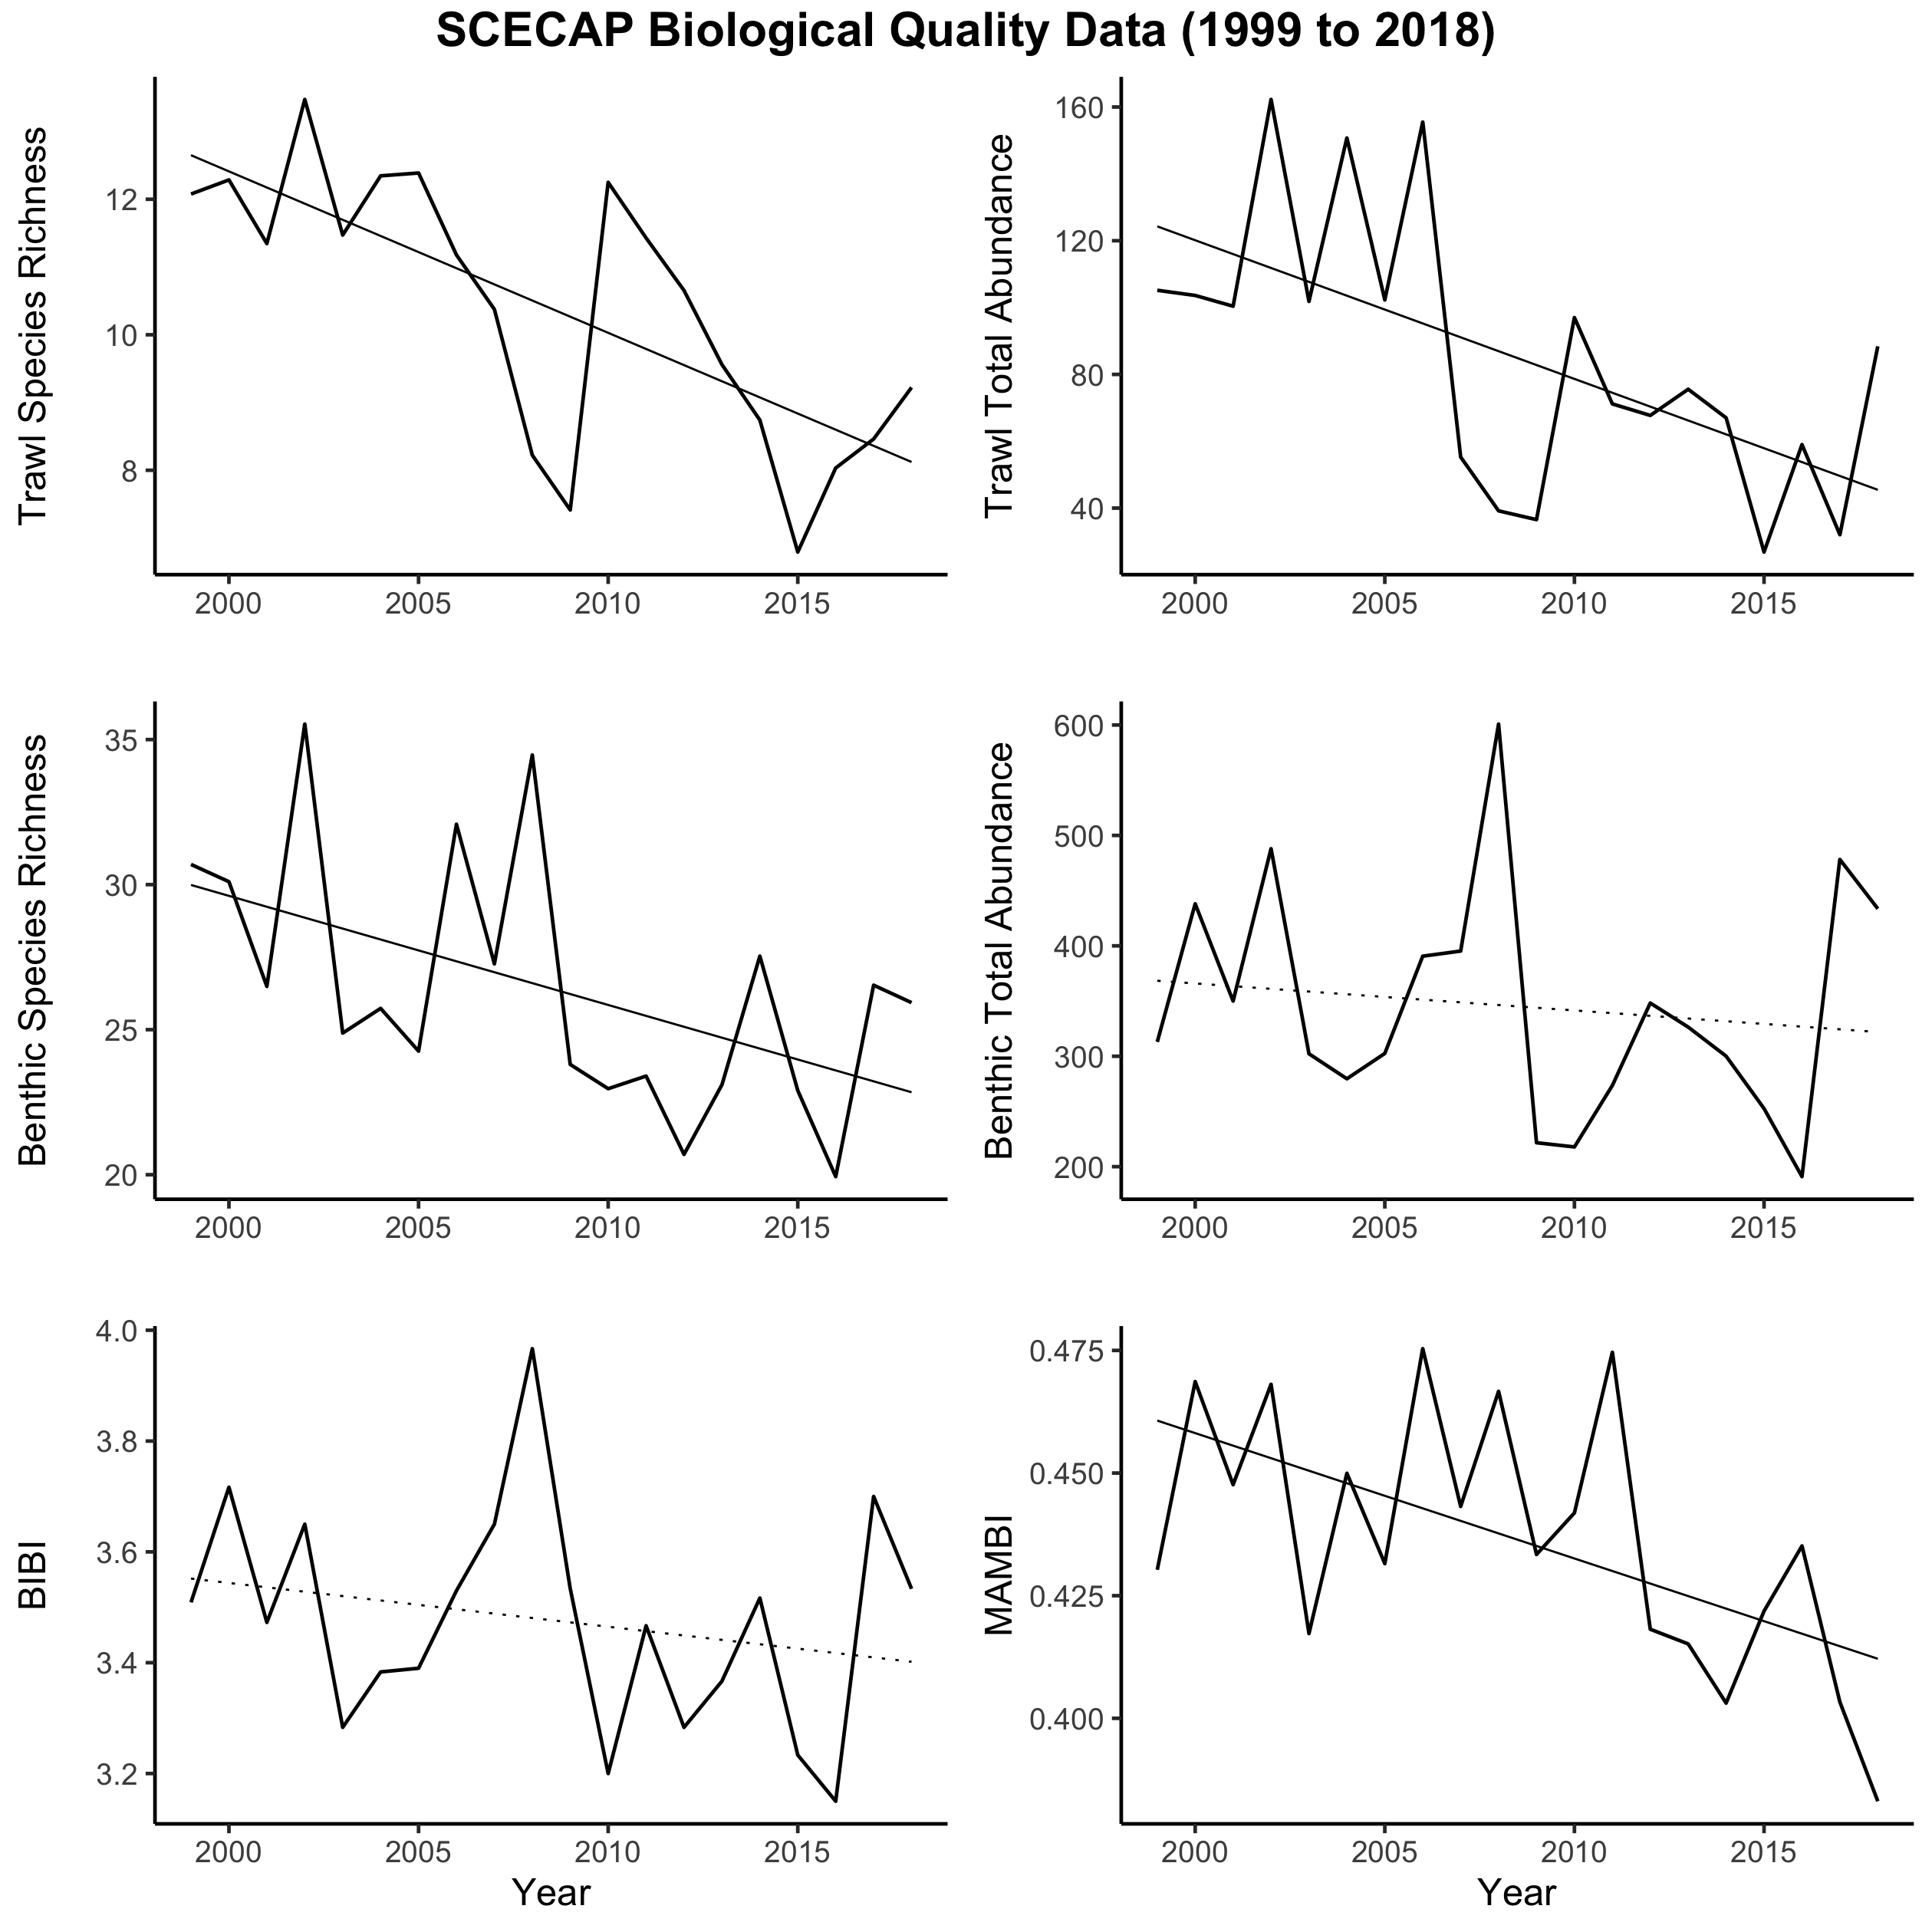 SCECAP Biological Quality Data (1999 to 2018)
Trawl Species Richness
12
10
8
2000 2005 2010 2015
Trawl Total Abundance
160
120
80
40
2000 2005 2010 2015
Benthic Species Richness
35
30
25
20
2000 2005 2010 2015
Benthic Total Abundance
600
500
400
300
200
2000 2005 2010 2015
BIBI
4.0
3.8
3.6
3.4
3.2
2000 2005 2010 2015
Year
MAMBI
0.475
0.450
0.425
0.400
2000 2005 2010 2015
Year